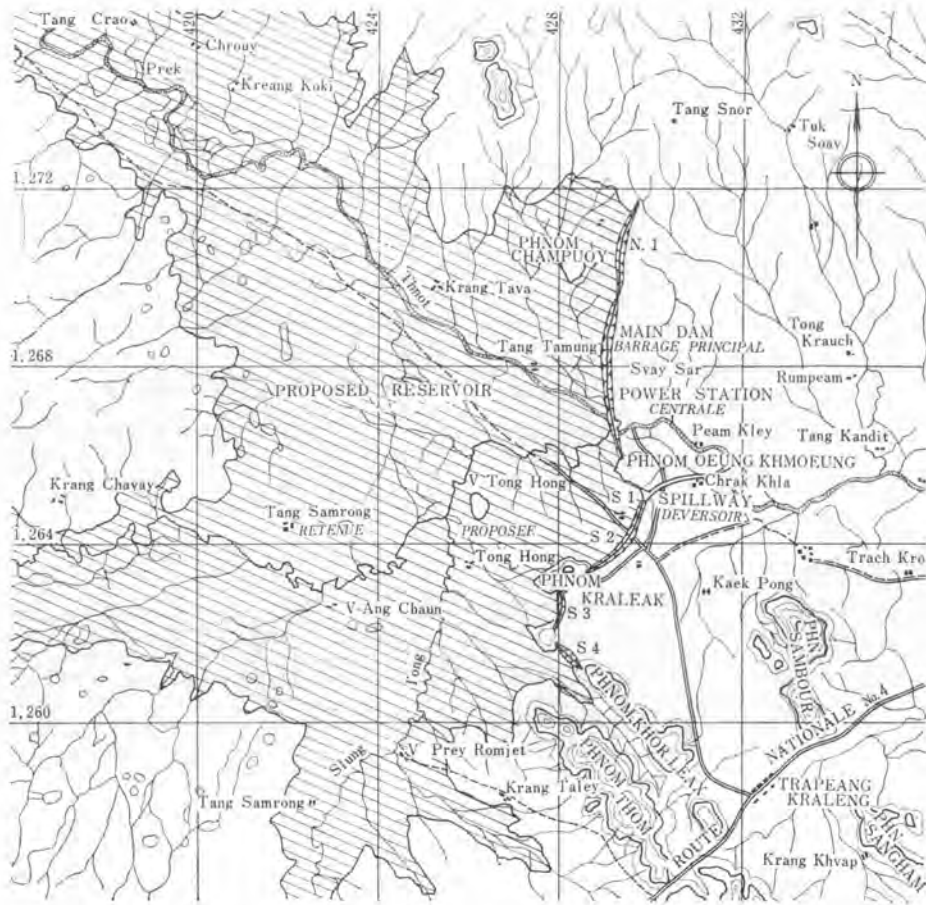 420
424
428
432
Tang Crao
Chrouy
Prek
Kreang Koki
Tang Snor
N
Tuk
Soav
1,272
PHNOM
CHAMPUOY
N. 1
Thnot
Krang Tava
MAIN DAM
BARRAGE PRINCIPAL
Tong
Krauch
1,268
Tang Tamung
Svay Sar
Rumpeam
PROPOSED RESERVOIR
POWER STATION
CENTRALE
Peam Kley
Tang Kandit
PHNOM OEUNG KHMOEUNG
Krang Chavay
V Tong Hong
Chrak Khla
S 1
SPILLWAY
DEVERSOIR
Tang Samrong
RETENUE
PROPOSEE
S 2
1,264
Tong Hong
Trach Kro
PHNOM
KRALEAK
Kaek Pong
V Ang Chaun
S 3
PHN
SAMBOUR
S 4
Tong
1,260
PHNOM KHOR LEAX
NATIONALE No.4
Slung
V Prey Romjet
PHNOM THOM
Tang Samrong
Krang Taley
TRAPEANG
KRALENG
ROUTE
PHN
SANGHAM
Krang Khvap